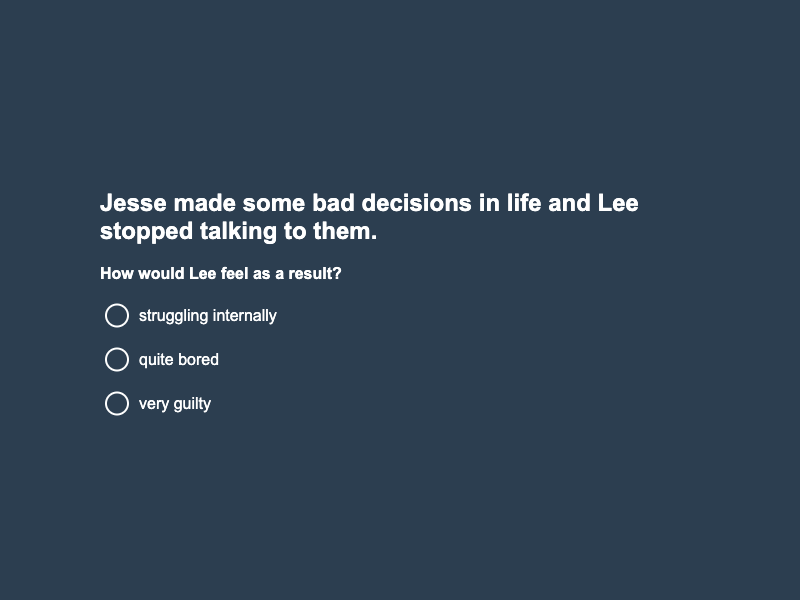 Jesse made some bad decisions in life and Lee
stopped talking to them.
How would Lee feel as a result?
struggling internally
quite bored
very guilty